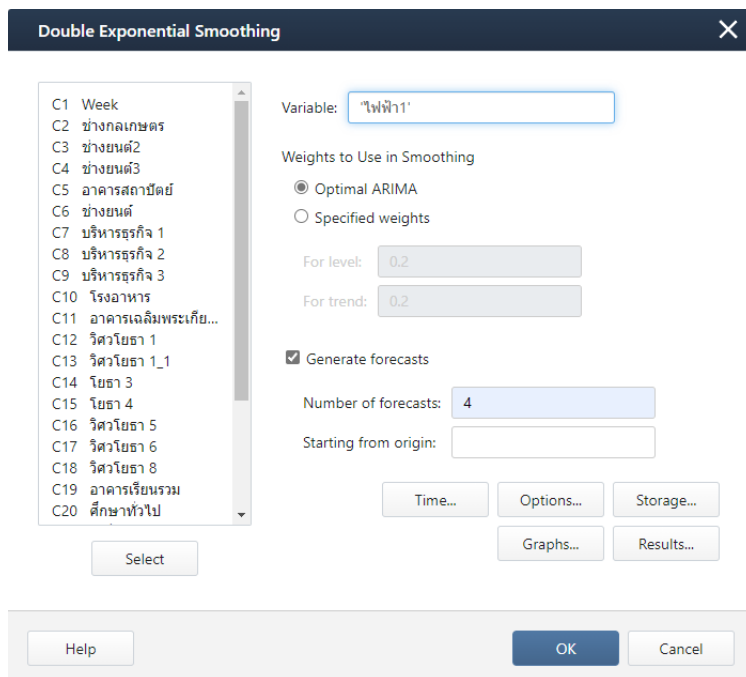 Double Exponential Smoothing
C1 Week
C2 ช่างกลเกษตร
C3 ช่างยนต์2
C4 ช่างยนต์3
C5 อาคารสถาปัตย์
C6 ช่างยนต์
C7 บริหารธุรกิจ 1
C8 บริหารธุรกิจ 2
C9 บริหารธุรกิจ 3
C10 โรงอาหาร
C11 อาคารเฉลิมพระเกีย...
C12 วิศวโยธา 1
C13 วิศวโยธา 1_1
C14 โยธา 3
C15 โยธา 4
C16 วิศวโยธา 5
C17 วิศวโยธา 6
C18 วิศวโยธา 8
C19 อาคารเรียนรวม
C20 ศึกษาทั่วไป
Select
Variable: 'ไฟฟ้า1'
Weights to Use in Smoothing
Optimal ARIMA
Specified weights
For level: 0.2
For trend: 0.2
Generate forecasts
Number of forecasts: 4
Starting from origin:
Time... Options... Storage...
Graphs... Results...
Help OK Cancel